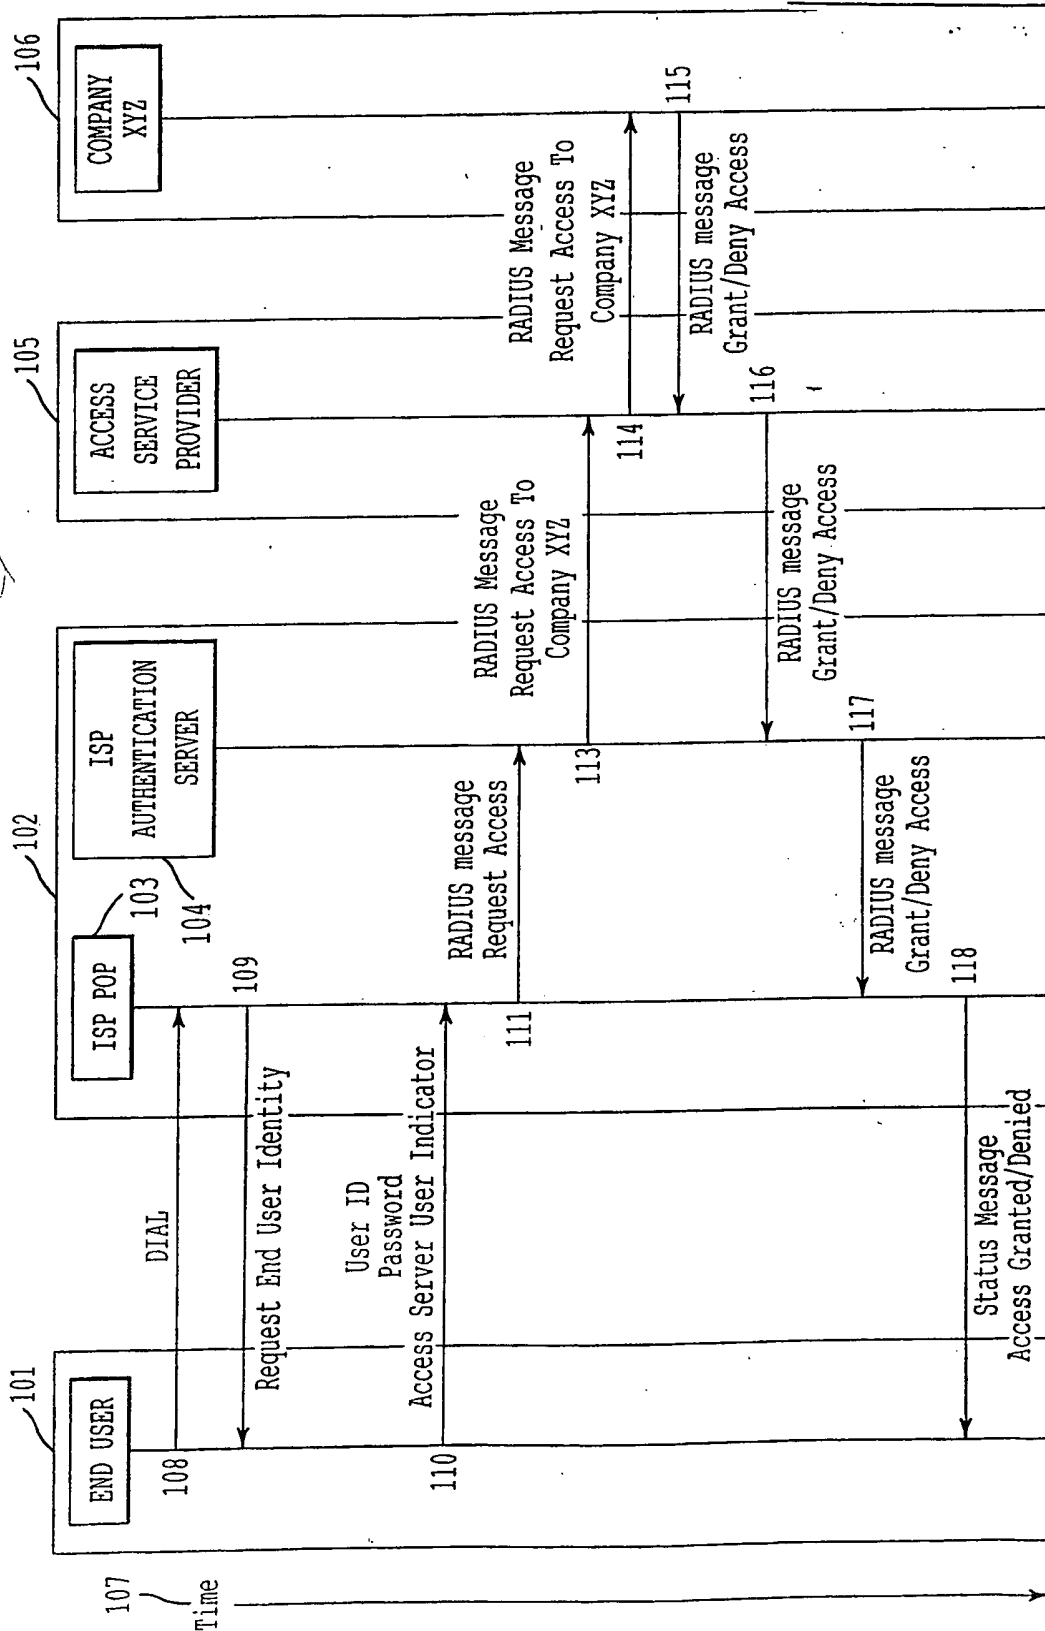 101
END USER
102
ISP POP
103
ISP
AUTHENTICATION
SERVER
104
105
ACCESS
SERVICE
PROVIDER
106
COMPANY
XYZ
107
Time
108
DIAL
109
Request End User Identity
User ID
Password
Access Server User Indicator
110
RADIUS message
Request Access
111
RADIUS Message
Request Access To
Company XYZ
113
RADIUS Message
Request Access To
Company XYZ
114
115
RADIUS message
Grant/Deny Access
116
RADIUS message
Grant/Deny Access
117
RADIUS message
Grant/Deny Access
118
Status Message
Access Granted/Denied